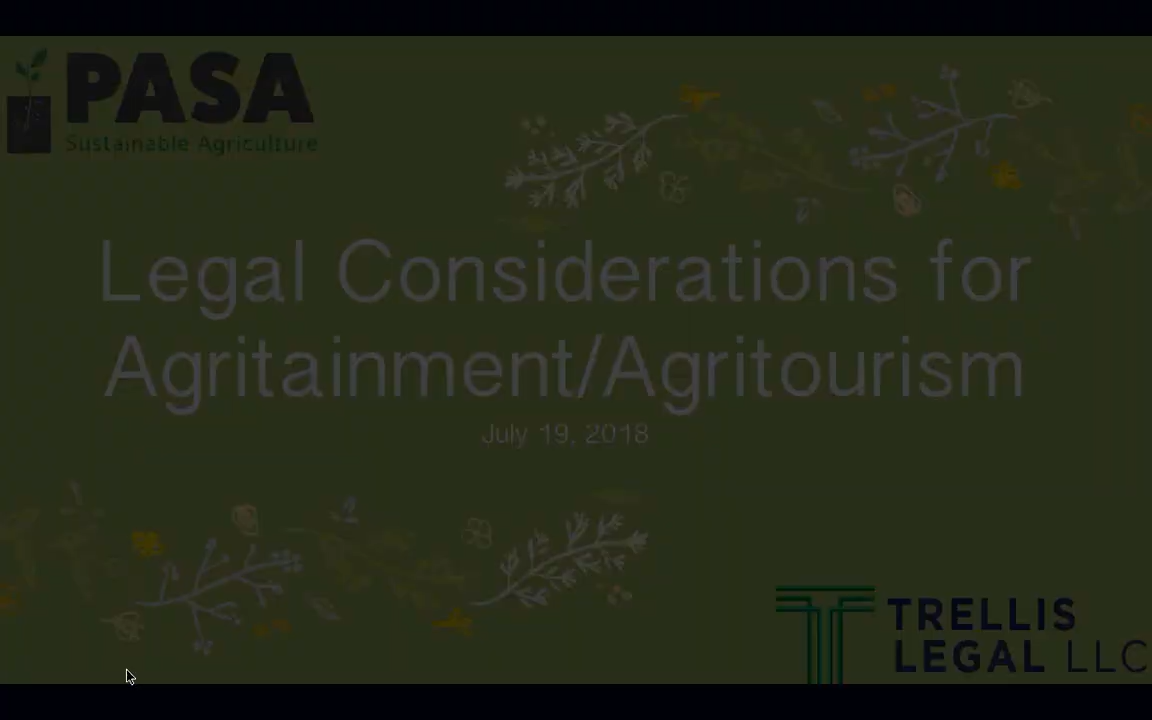 PASA
Sustainable Agriculture
Legal Considerations for
Agritainment/Agritourism
July 19, 2018
TRELLIS
LEGAL LLC